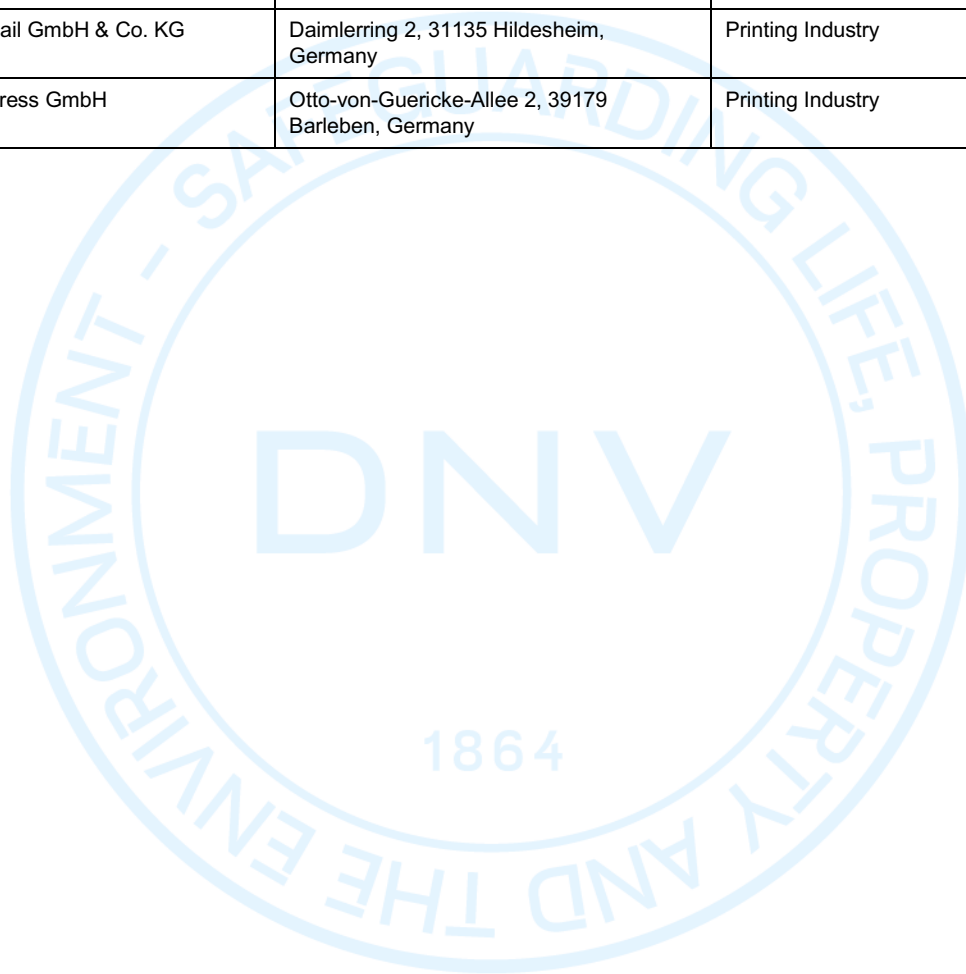 ail GmbH & Co. KG
Daimlerring 2, 31135 Hildesheim,
Germany
Printing Industry
ress GmbH
Otto-von-Guericke-Allee 2, 39179
Barleben, Germany
Printing Industry
SAFEGUARDING LIFE, PROPERTY AND THE ENVIRONMENT -
DNV
1864